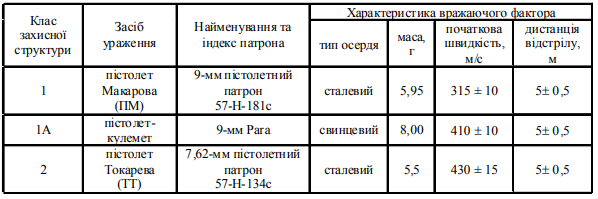 Клас
захисної
структури
Засіб
ураження
Найменування та
індекс патрона
Характеристика вражаючого фактора
тип осердя
маса,
г
початкова
швидкість,
м/с
дистанція
відстрілу,
м
1
пістолет
Макарова
(ПМ)
9-мм пістолетний
патрон
57-Н-181с
сталевий
5,95
315 ± 10
5± 0,5
1А
пістолет-
кулемет
9-мм Рага
свинцевий
8,00
410 ± 10
5± 0,5
2
пістолет
Токарева
(ТТ)
7,62-мм пістолетний
патрон
57-Н-134с
сталевий
5,5
430 ± 15
5± 0,5